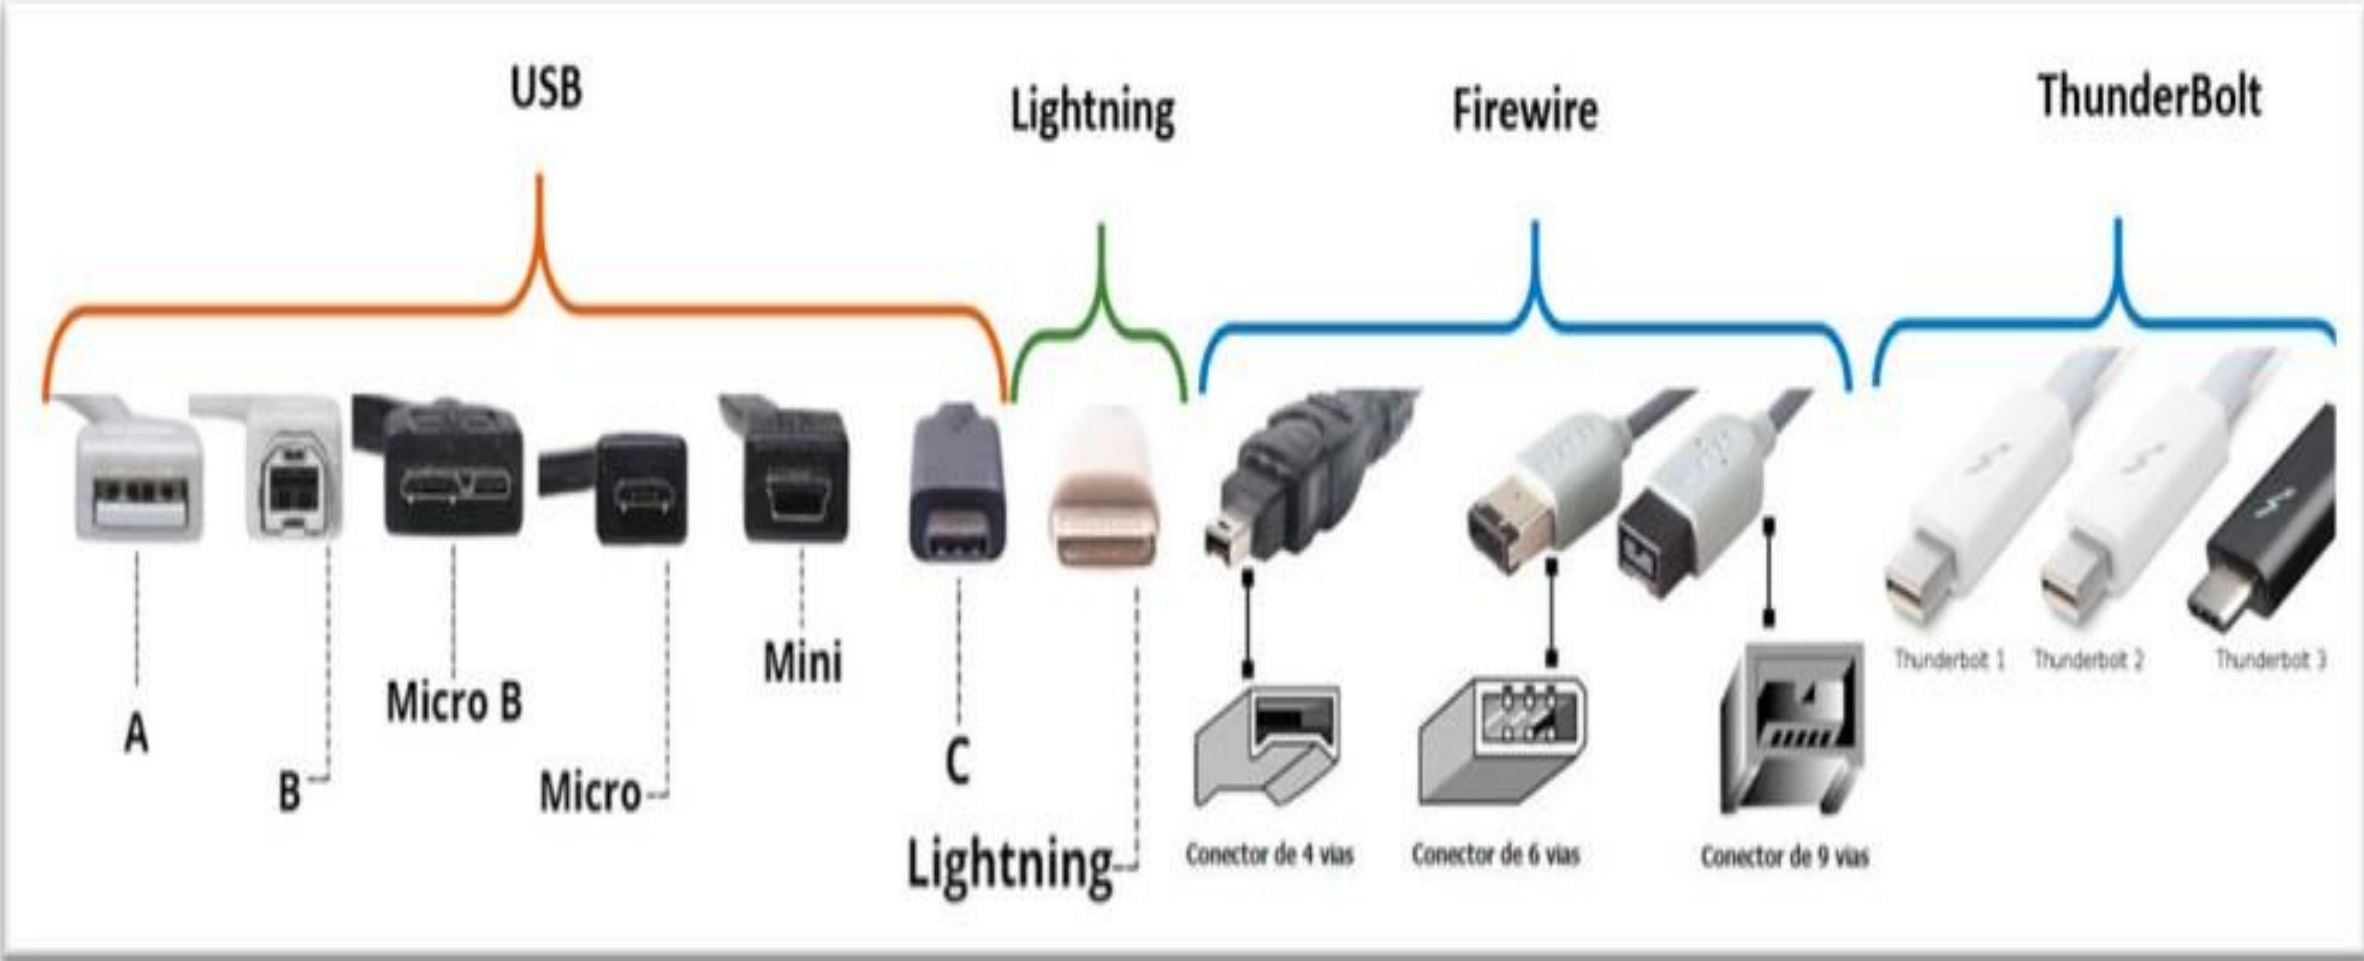 USB
Lightning
Firewire
ThunderBolt
A
B
Micro B
Micro
Mini
C
Lightning
Conector de 4 vias
Conector de 6 vias
Conector de 9 vias
Thunderbolt 1
Thunderbolt 2
Thunderbolt 3